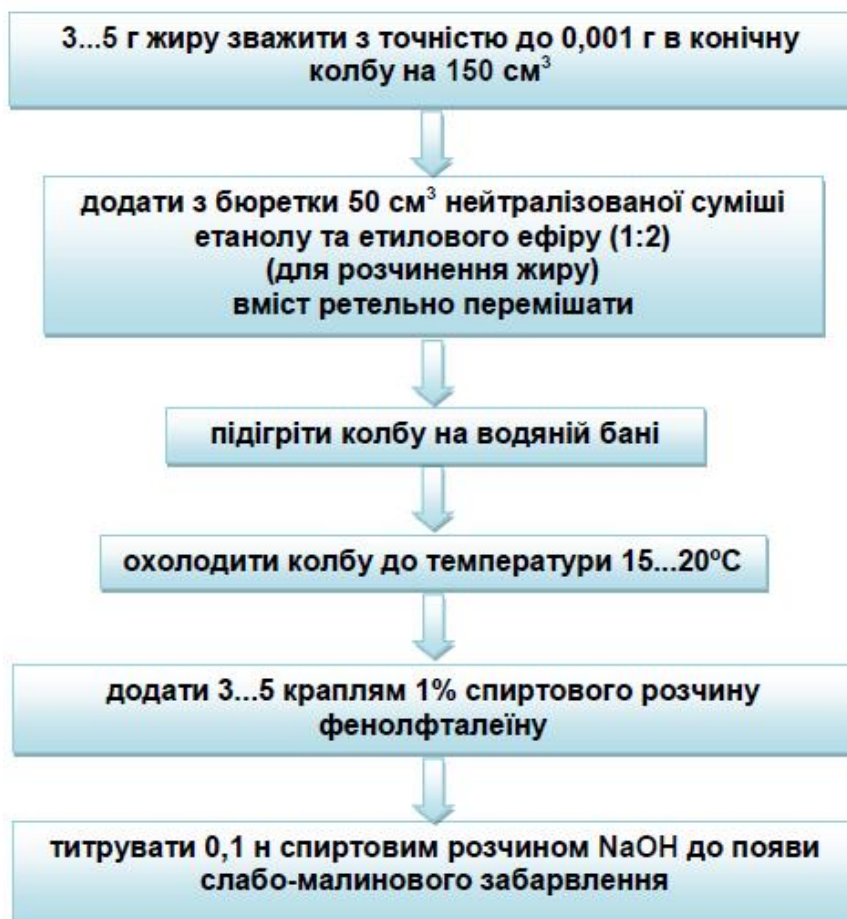 3...5 г жиру зважити з точністю до 0,001 г в конічну
колбу на 150 см³
додати з бюретки 50 см³ нейтралізованої суміші
етанолу та етилового ефіру (1:2)
(для розчинення жиру)
вміст ретельно перемішати
підігріти колбу на водяній бані
охолодити колбу до температури 15...20ºС
додати 3...5 краплям 1% спиртового розчину
фенолфталеїну
титрувати 0,1 н спиртовим розчином NaOH до появи
слабо-малинового забарвлення